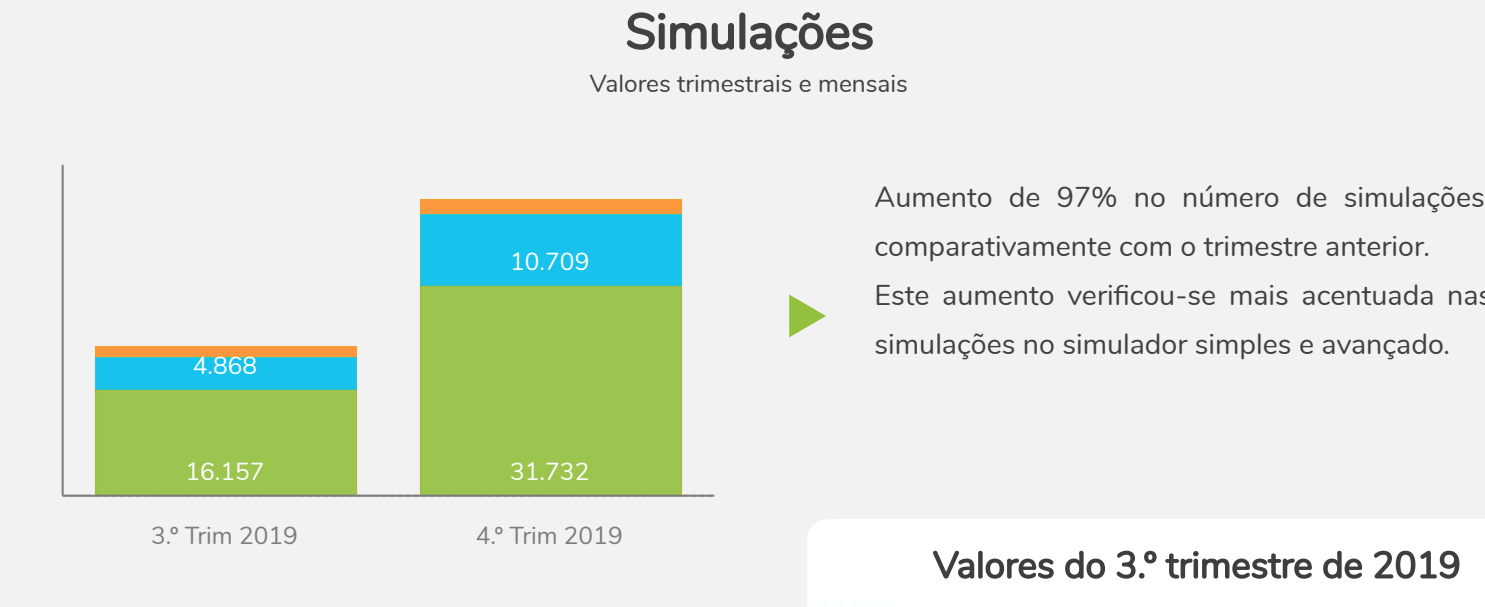 Simulações
Valores trimestrais e mensais
10.709
4.868
16.157
31.732
3.º Trim 2019
4.º Trim 2019
Aumento de 97% no número de simulações
comparativamente com o trimestre anterior.
Este aumento verificou-se mais acentuada nas
simulações no simulador simples e avançado.
Valores do 3.º trimestre de 2019